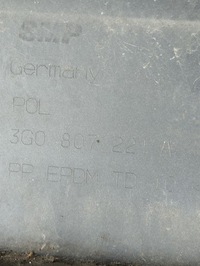 SMP
Germany
POL
3G0 807 221 A
PP EPDM TD